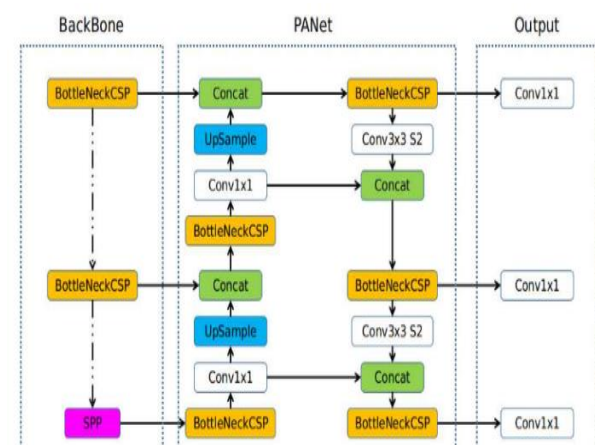 BackBone PANet Output
BottleNeckCSP Concat BottleNeckCSP Conv1x1
UpSample Conv3x3 S2
Conv1x1 Concat
BottleNeckCSP
BottleNeckCSP Concat BottleNeckCSP Conv1x1
UpSample Conv3x3 S2
Conv1x1 Concat
SPP BottleNeckCSP BottleNeckCSP Conv1x1